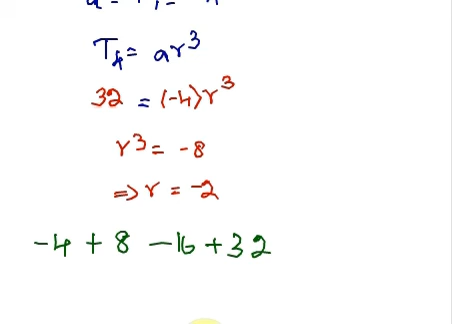 T₄ = ar³
32 = (-4)r³
r³ = -8
⇒ r = -2
-4 + 8 - 16 + 32